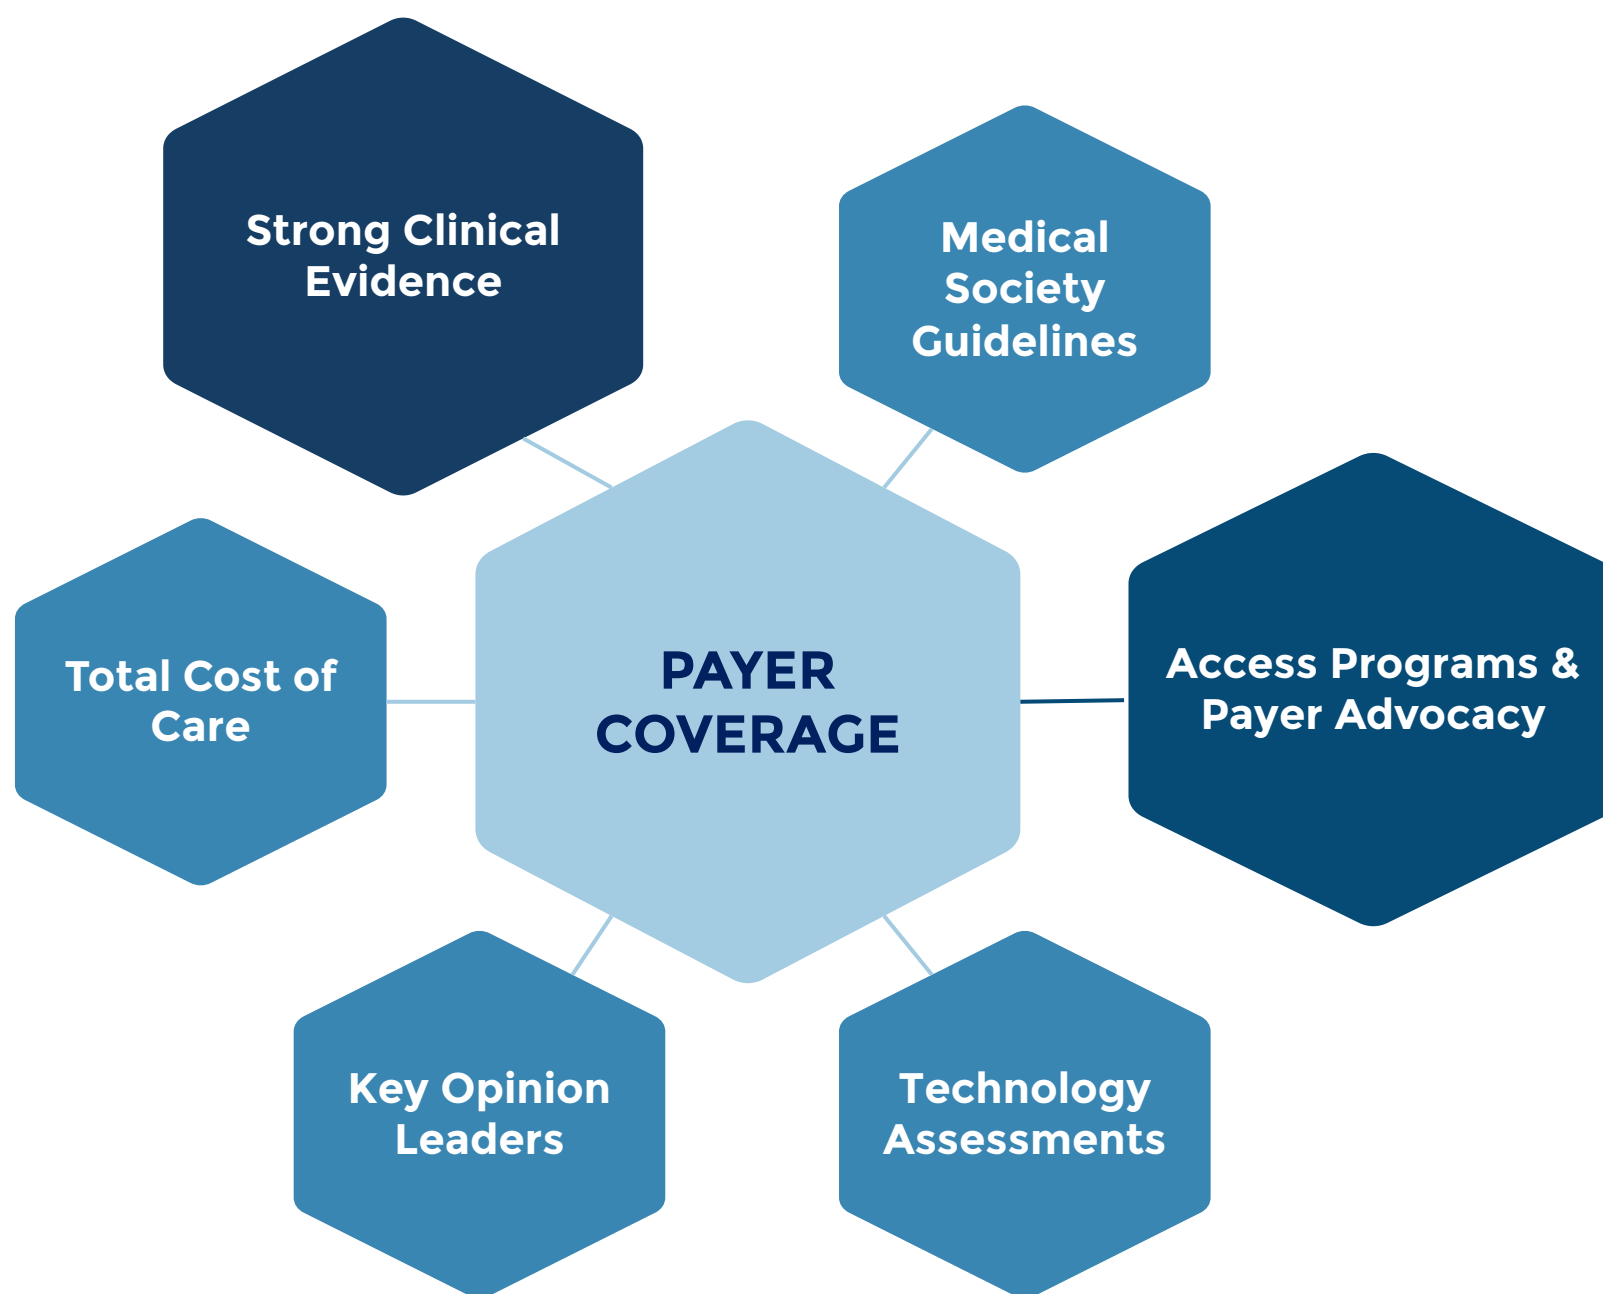 Strong Clinical
Evidence
Medical
Society
Guidelines
Total Cost of
Care
PAYER
COVERAGE
Access Programs &
Payer Advocacy
Key Opinion
Leaders
Technology
Assessments